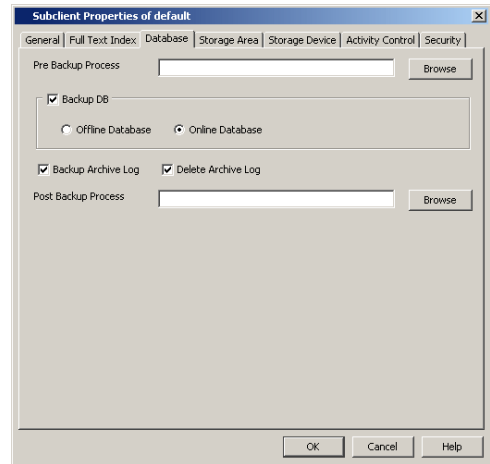 Subclient Properties of default
General Full Text Index Database Storage Area Storage Device Activity Control Security
Pre Backup Process Browse
Backup DB
Offline Database Online Database
Backup Archive Log Delete Archive Log
Post Backup Process Browse
OK Cancel Help